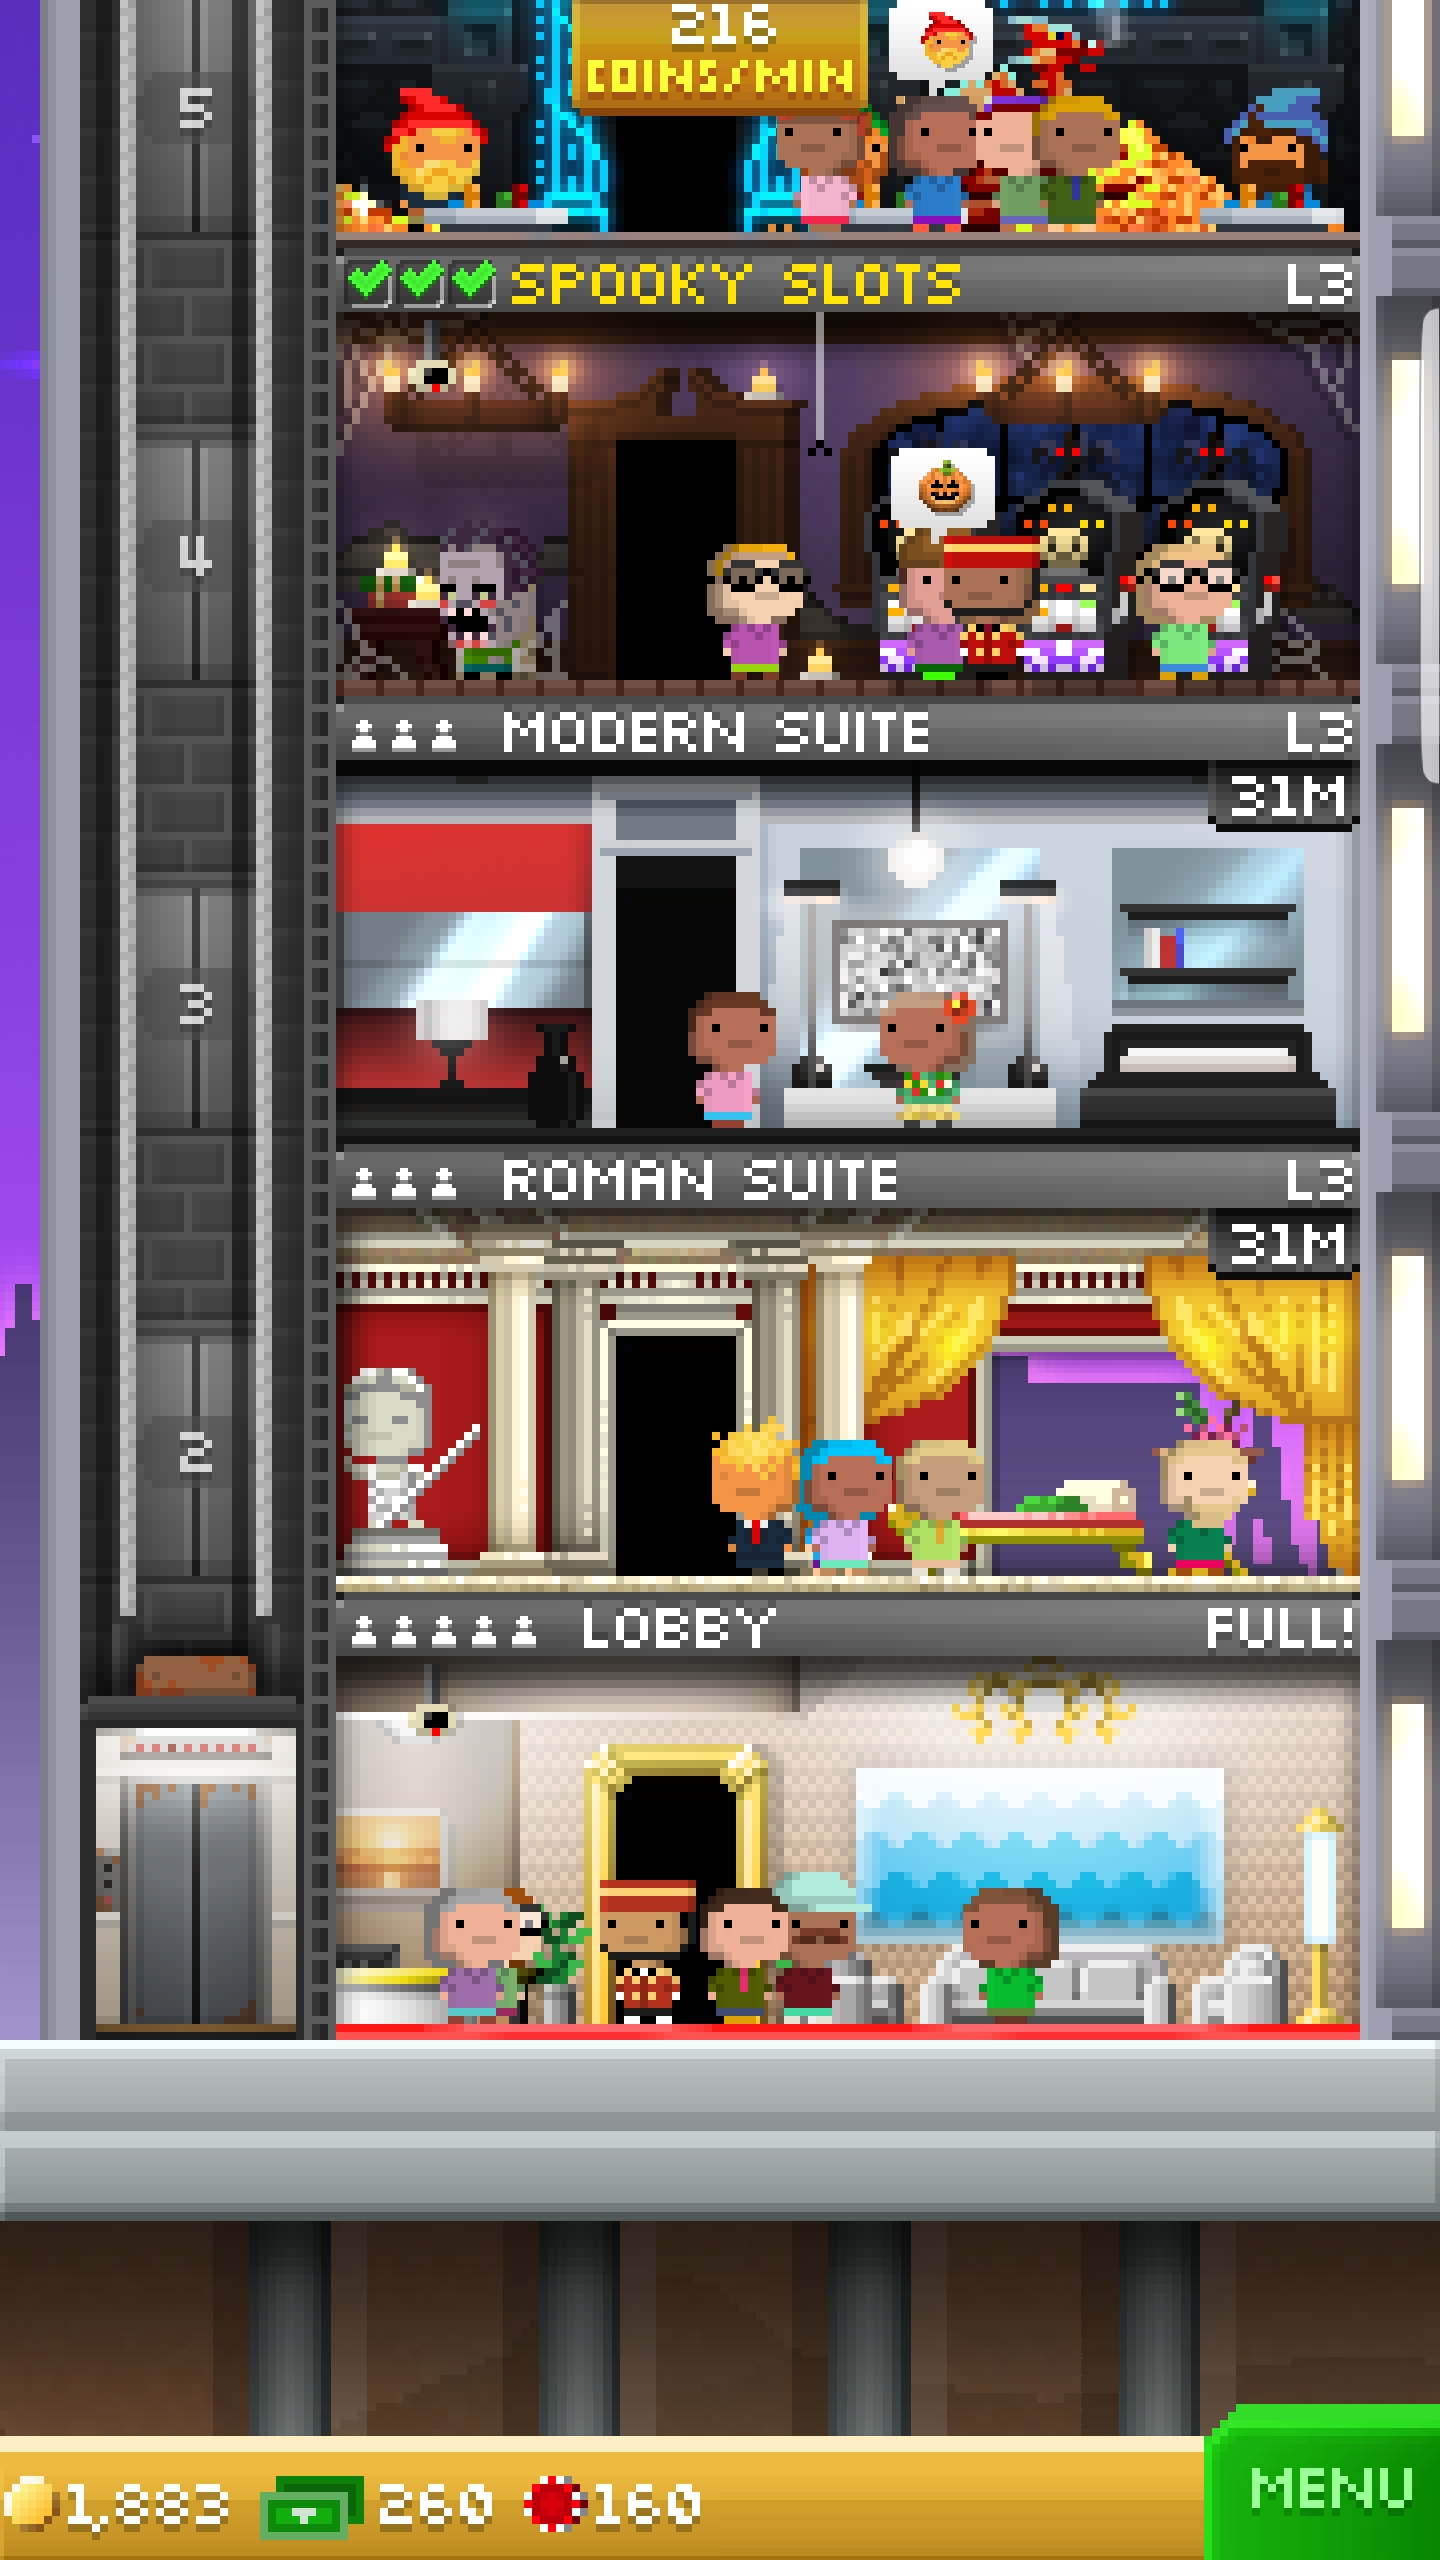 216
COINS/MIN
5
SPOOKY SLOTS L3
4
MODERN SUITE L3
31M
3
ROMAN SUITE L3
31M
2
LOBBY FULL!
1,883 260 160 MENU